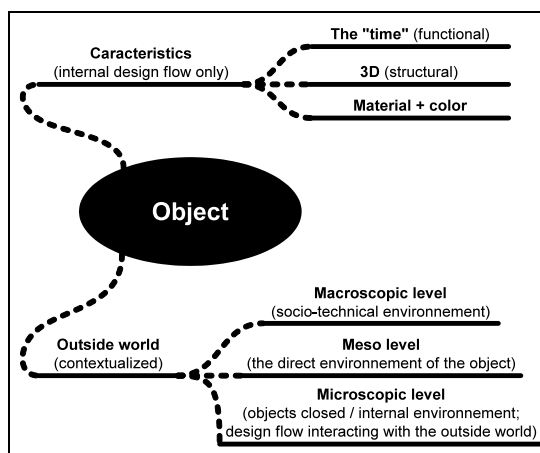 Caracteristics
(internal design flow only)
The "time" (functional)
3D (structural)
Material + color
Object
Outside world
(contextualized)
Macroscopic level
(socio-technical environnement)
Meso level
(the direct environnement of the object)
Microscopic level
(objects closed / internal environnement;
design flow interacting with the outside world)